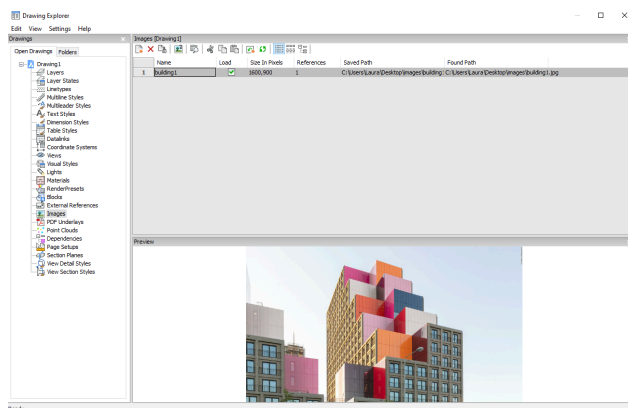 Drawing Explorer
Edit View Settings Help
Drawings
Images [Drawing1]
Open Drawings Folders
Drawing1
Layers
Layer States
Linetypes
Multiline Styles
Multileader Styles
Text Styles
Dimension Styles
Table Styles
Datalinks
Coordinate Systems
Views
Visual Styles
Lights
Materials
RenderPresets
Blocks
External References
Images
PDF Underlays
Point Clouds
Dependencies
Page Setups
Section Planes
View Detail Styles
View Section Styles
Name Load Size In Pixels References Saved Path Found Path
1 building1 1600,900 1 C:\Users\Laura\Desktop\images\building: C:\Users\Laura\Desktop\images\building1.jpg
Preview